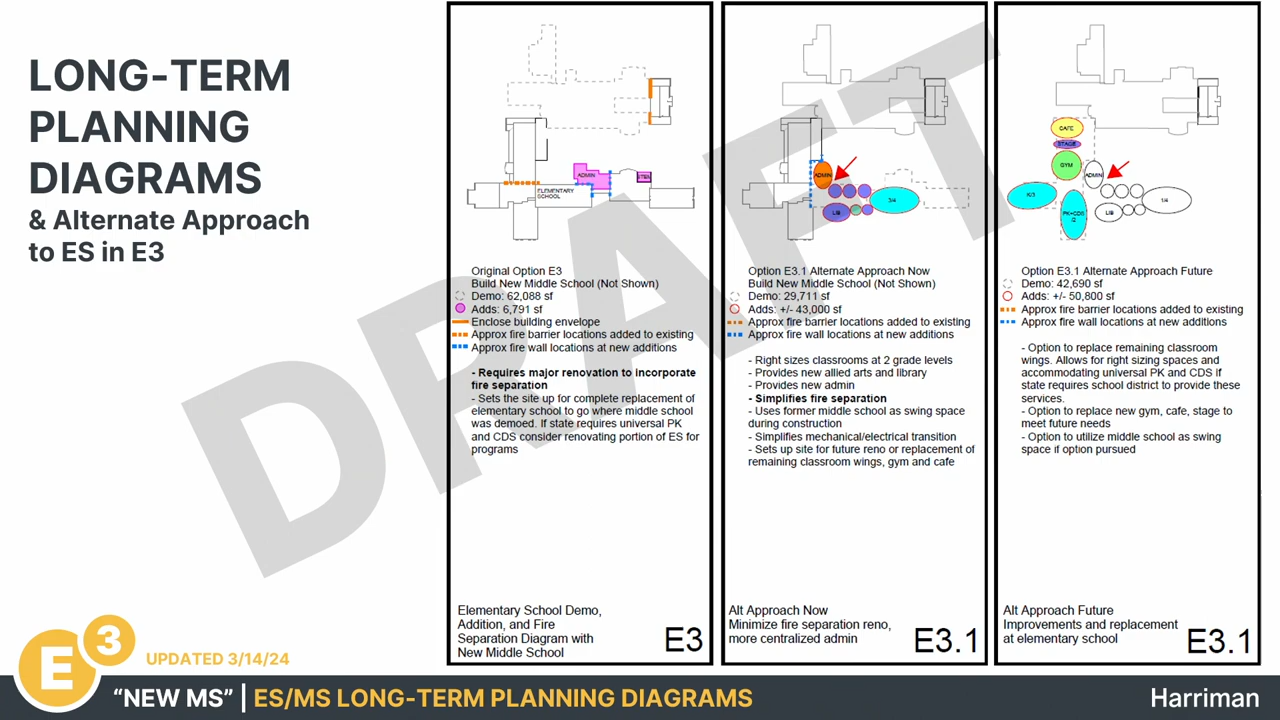 LONG-TERM
PLANNING
DIAGRAMS
& Alternate Approach
to ES in E3
ADMIN
ELEMENTARY
SCHOOL
Original Option E3
Build New Middle School (Not Shown)
Demo: 62,088 sf
Adds: 6,791 sf
Enclose building envelope
Approx fire barrier locations added to existing
Approx fire wall locations at new additions
- Requires major renovation to incorporate
fire separation
- Sets the site up for complete replacement of
elementary school to go where middle school
was demoed. If state requires universal PK
and CDS consider renovating portion of ES for
programs
Elementary School Demo,
Addition, and Fire
Separation Diagram with
New Middle School
E3
ADMIN
LIB
3/4
Option E3.1 Alternate Approach Now
Build New Middle School (Not Shown)
Demo: 29,711 sf
Adds: +/- 43,000 sf
Approx fire barrier locations added to existing
Approx fire wall locations at new additions
- Right sizes classrooms at 2 grade levels
- Provides new allied arts and library
- Provides new admin
- Simplifies fire separation
- Uses former middle school as swing space
during construction
- Simplifies mechanical/electrical transition
- Sets up site for future reno or replacement of
remaining classroom wings, gym and cafe
Alt Approach Now
Minimize fire separation reno,
more centralized admin
E3.1
CAFE
STAGE
GYM
ADMIN
K/3
PK+CDS
/2
LIB
1/4
Option E3.1 Alternate Approach Future
Demo: 42,690 sf
Adds: +/- 50,800 sf
Approx fire barrier locations added to existing
Approx fire wall locations at new additions
- Option to replace remaining classroom
wings. Allows for right sizing spaces and
accommodating universal PK and CDS if
state requires school district to provide these
services.
- Option to replace new gym, cafe, stage to
meet future needs
- Option to utilize middle school as swing
space if option pursued
Alt Approach Future
Improvements and replacement
at elementary school
E3.1
DRAFT
E3
UPDATED 3/14/24
“NEW MS” | ES/MS LONG-TERM PLANNING DIAGRAMS
Harriman